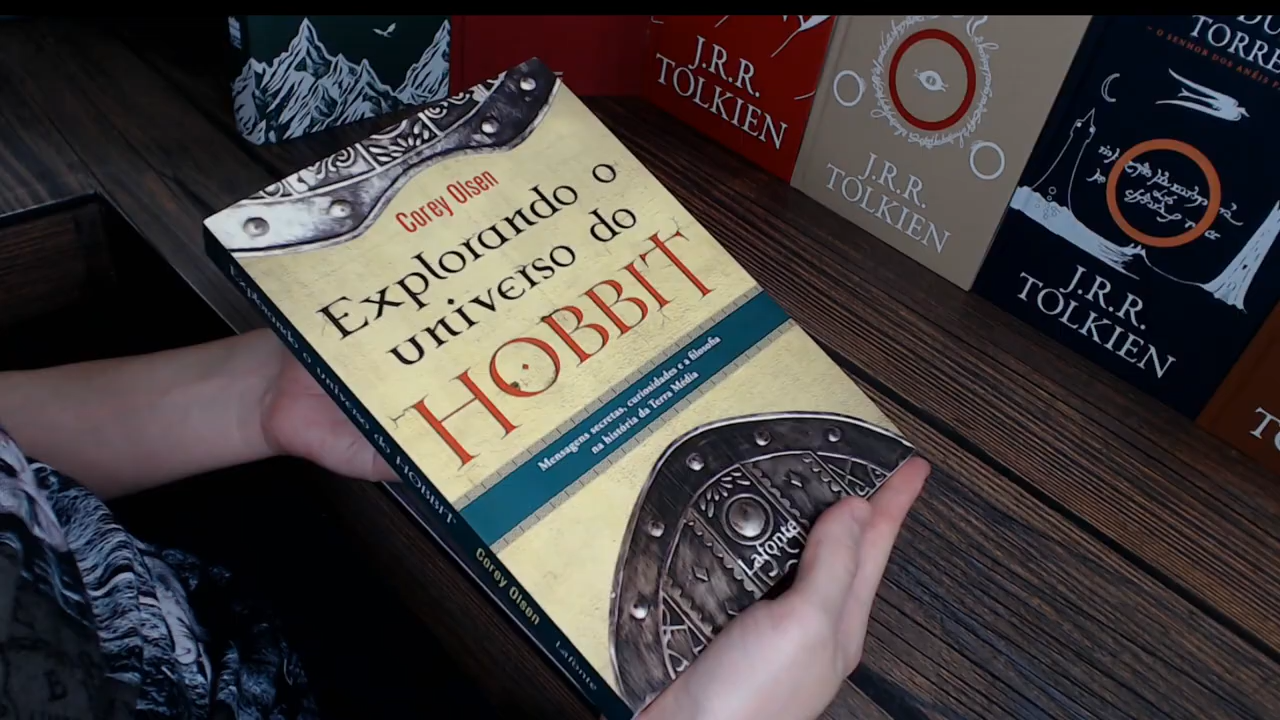 Corey Olsen
Explorando o
universo do
HOBBIT
Mensagens secretas, curiosidades e a filosofia
na história da Terra Média
Lafonte
Explorando o universo do HOBBIT
Corey Olsen
Lafonte
J.R.R.
TOLKIEN
J.R.R.
TOLKIEN
TORRE
O SENHOR DOS ANÉIS
J.R.R.
TOLKIEN